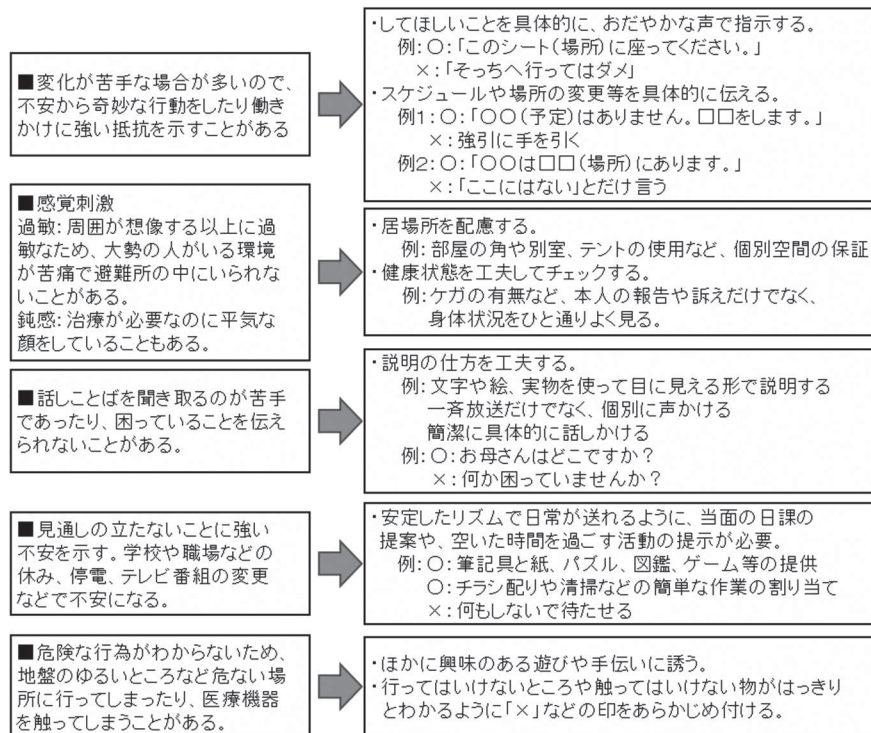 ■変化が苦手な場合が多いので、
不安から奇妙な行動をしたり働き
かけに強い抵抗を示すことがある
・してほしいことを具体的に、おだやかな声で指示する。
例:○:「このシート(場所)に座ってください。」
×:「そっちへ行ってはダメ」
・スケジュールや場所の変更等を具体的に伝える。
例1:○:「○○(予定)はありません。□□をします。」
×:強引に手を引く
例2:○:「○○は□□(場所)にあります。」
×:「ここにはない」とだけ言う
■感覚刺激
過敏:周囲が想像する以上に過
敏なため、大勢の人がいる環境
が苦痛で避難所の中にいられな
いことがある。
鈍感:治療が必要なのに平気な
顔をしていることもある。
・居場所を配慮する。
例:部屋の角や別室、テントの使用など、個別空間の保証
・健康状態を工夫してチェックする。
例:ケガの有無など、本人の報告や訴えだけでなく、
身体状況をひと通りよく見る。
■話しことばを聞き取るのが苦手
であったり、困っていることを伝え
られないことがある。
・説明の仕方を工夫する。
例:文字や絵、実物を使って目に見える形で説明する
一斉放送だけでなく、個別に声かける
簡潔に具体的に話しかける
例:○:お母さんはどこですか?
×:何か困っていませんか?
■見通しの立たないことに強い
不安を示す。学校や職場などの
休み、停電、テレビ番組の変更
などで不安になる。
・安定したリズムで日常が送れるように、当面の日課の
提案や、空いた時間を過ごす活動の提示が必要。
例:○:筆記具と紙、パズル、図鑑、ゲーム等の提供
○:チラシ配りや清掃などの簡単な作業の割り当て
×:何もしないで待たせる
■危険な行為がわからないため、
地盤のゆるいところなど危ない場
所に行ってしまったり、医療機器
を触ってしまうことがある。
・ほかに興味のある遊びや手伝いに誘う。
・行ってはいけないところや触ってはいけない物がはっきり
とわかるように「×」などの印をあらかじめ付ける。